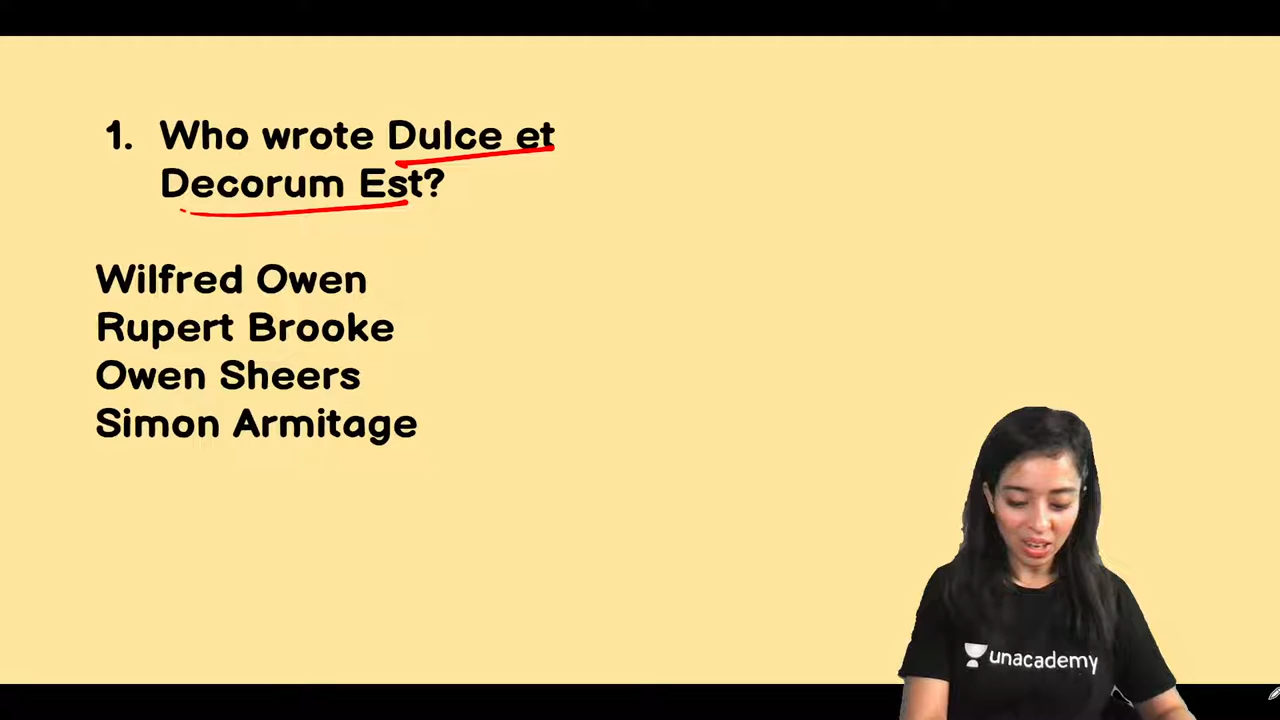 1. Who wrote Dulce et
Decorum Est?
Wilfred Owen
Rupert Brooke
Owen Sheers
Simon Armitage
unacademy